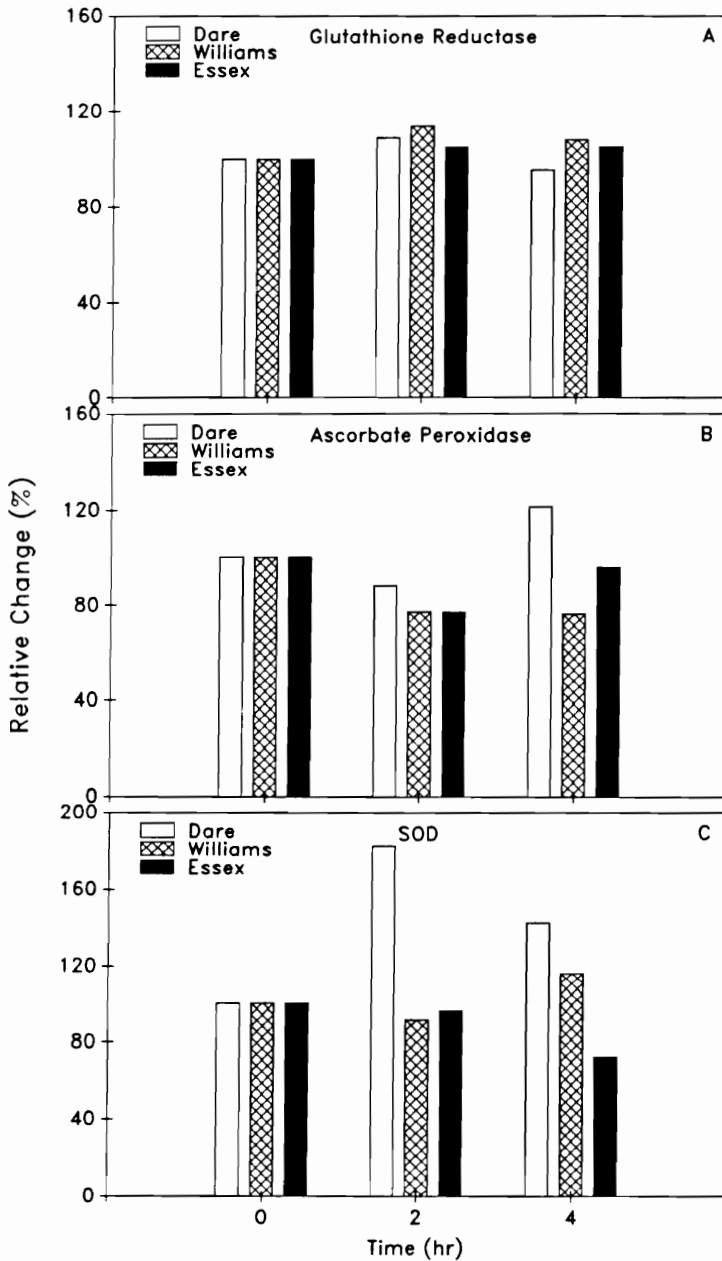 160
Dare
Glutathione Reductase
A
Williams
Essex
120
80
40
0
160
Dare
Ascorbate Peroxidase
B
Williams
Essex
120
80
40
0
200
Dare
SOD
C
Williams
Essex
160
120
80
40
0
0
2
4
Time (hr)
Relative Change (%)